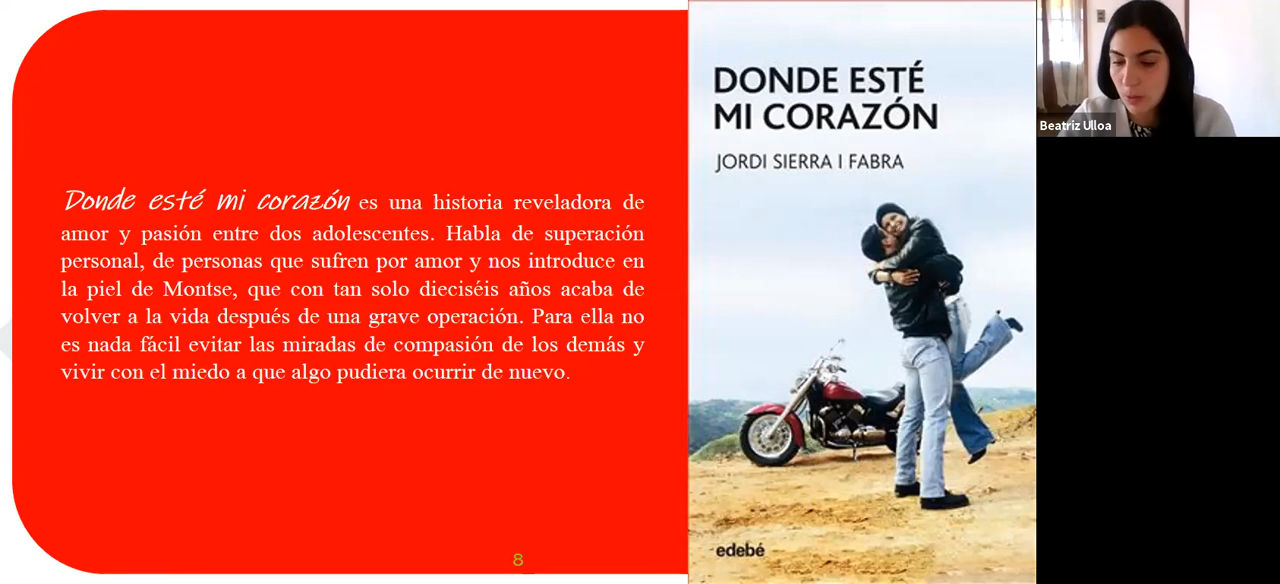 Donde esté mi corazón es una historia reveladora de
amor y pasión entre dos adolescentes. Habla de superación
personal, de personas que sufren por amor y nos introduce en
la piel de Montse, que con tan solo dieciséis años acaba de
volver a la vida después de una grave operación. Para ella no
es nada fácil evitar las miradas de compasión de los demás y
vivir con el miedo a que algo pudiera ocurrir de nuevo.
8
DONDE ESTÉ
MI CORAZÓN
JORDI SIERRA I FABRA
edebé
Beatriz Ulloa